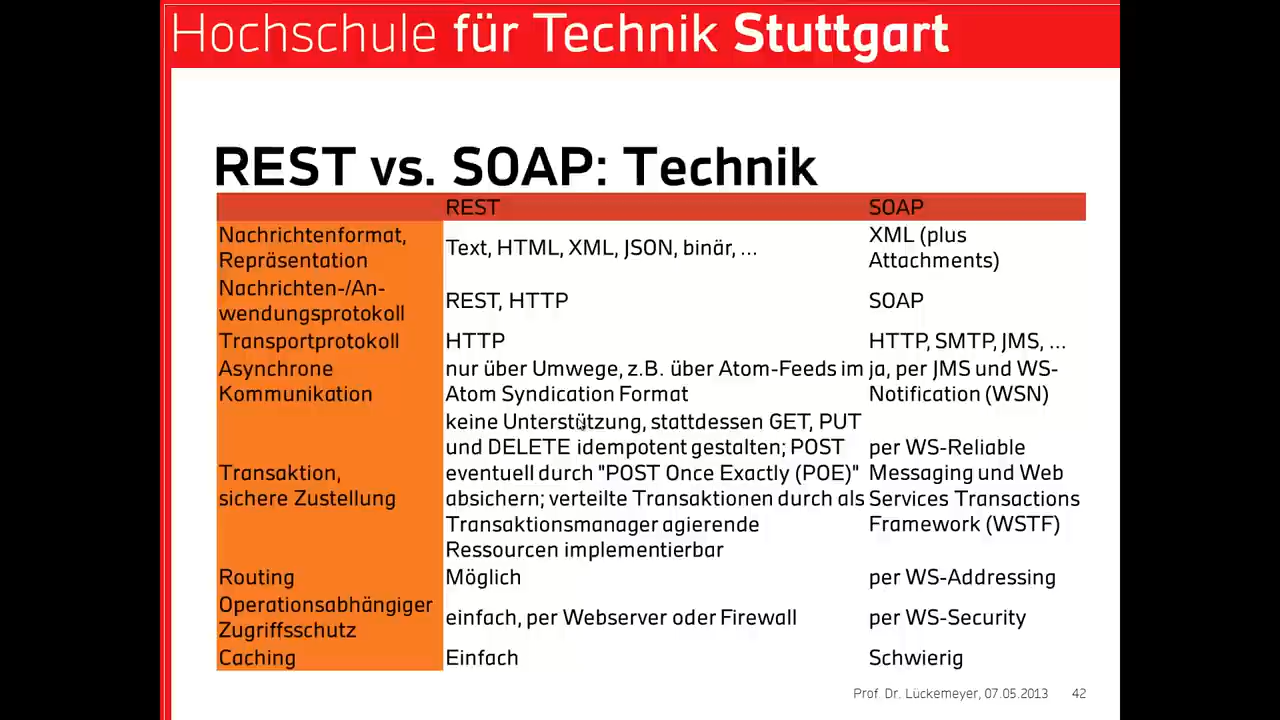 Hochschule für Technik Stuttgart
REST vs. SOAP: Technik
REST SOAP
Nachrichtenformat,
Repräsentation
Text, HTML, XML, JSON, binär, ...
XML (plus
Attachments)
Nachrichten-/An-
wendungsprotokoll
REST, HTTP
SOAP
Transportprotokoll
HTTP
HTTP, SMTP, JMS, ...
Asynchrone
Kommunikation
nur über Umwege, z.B. über Atom-Feeds im
Atom Syndication Format
ja, per JMS und WS-
Notification (WSN)
Transaktion,
sichere Zustellung
keine Unterstützung, stattdessen GET, PUT
und DELETE idempotent gestalten; POST
eventuell durch "POST Once Exactly (POE)"
absichern; verteilte Transaktionen durch als
Transaktionsmanager agierende
Ressourcen implementierbar
per WS-Reliable
Messaging und Web
Services Transactions
Framework (WSTF)
Routing
Möglich
per WS-Addressing
Operationsabhängiger
Zugriffsschutz
einfach, per Webserver oder Firewall
per WS-Security
Caching
Einfach
Schwierig
Prof. Dr. Lückemeyer, 07.05.2013 42